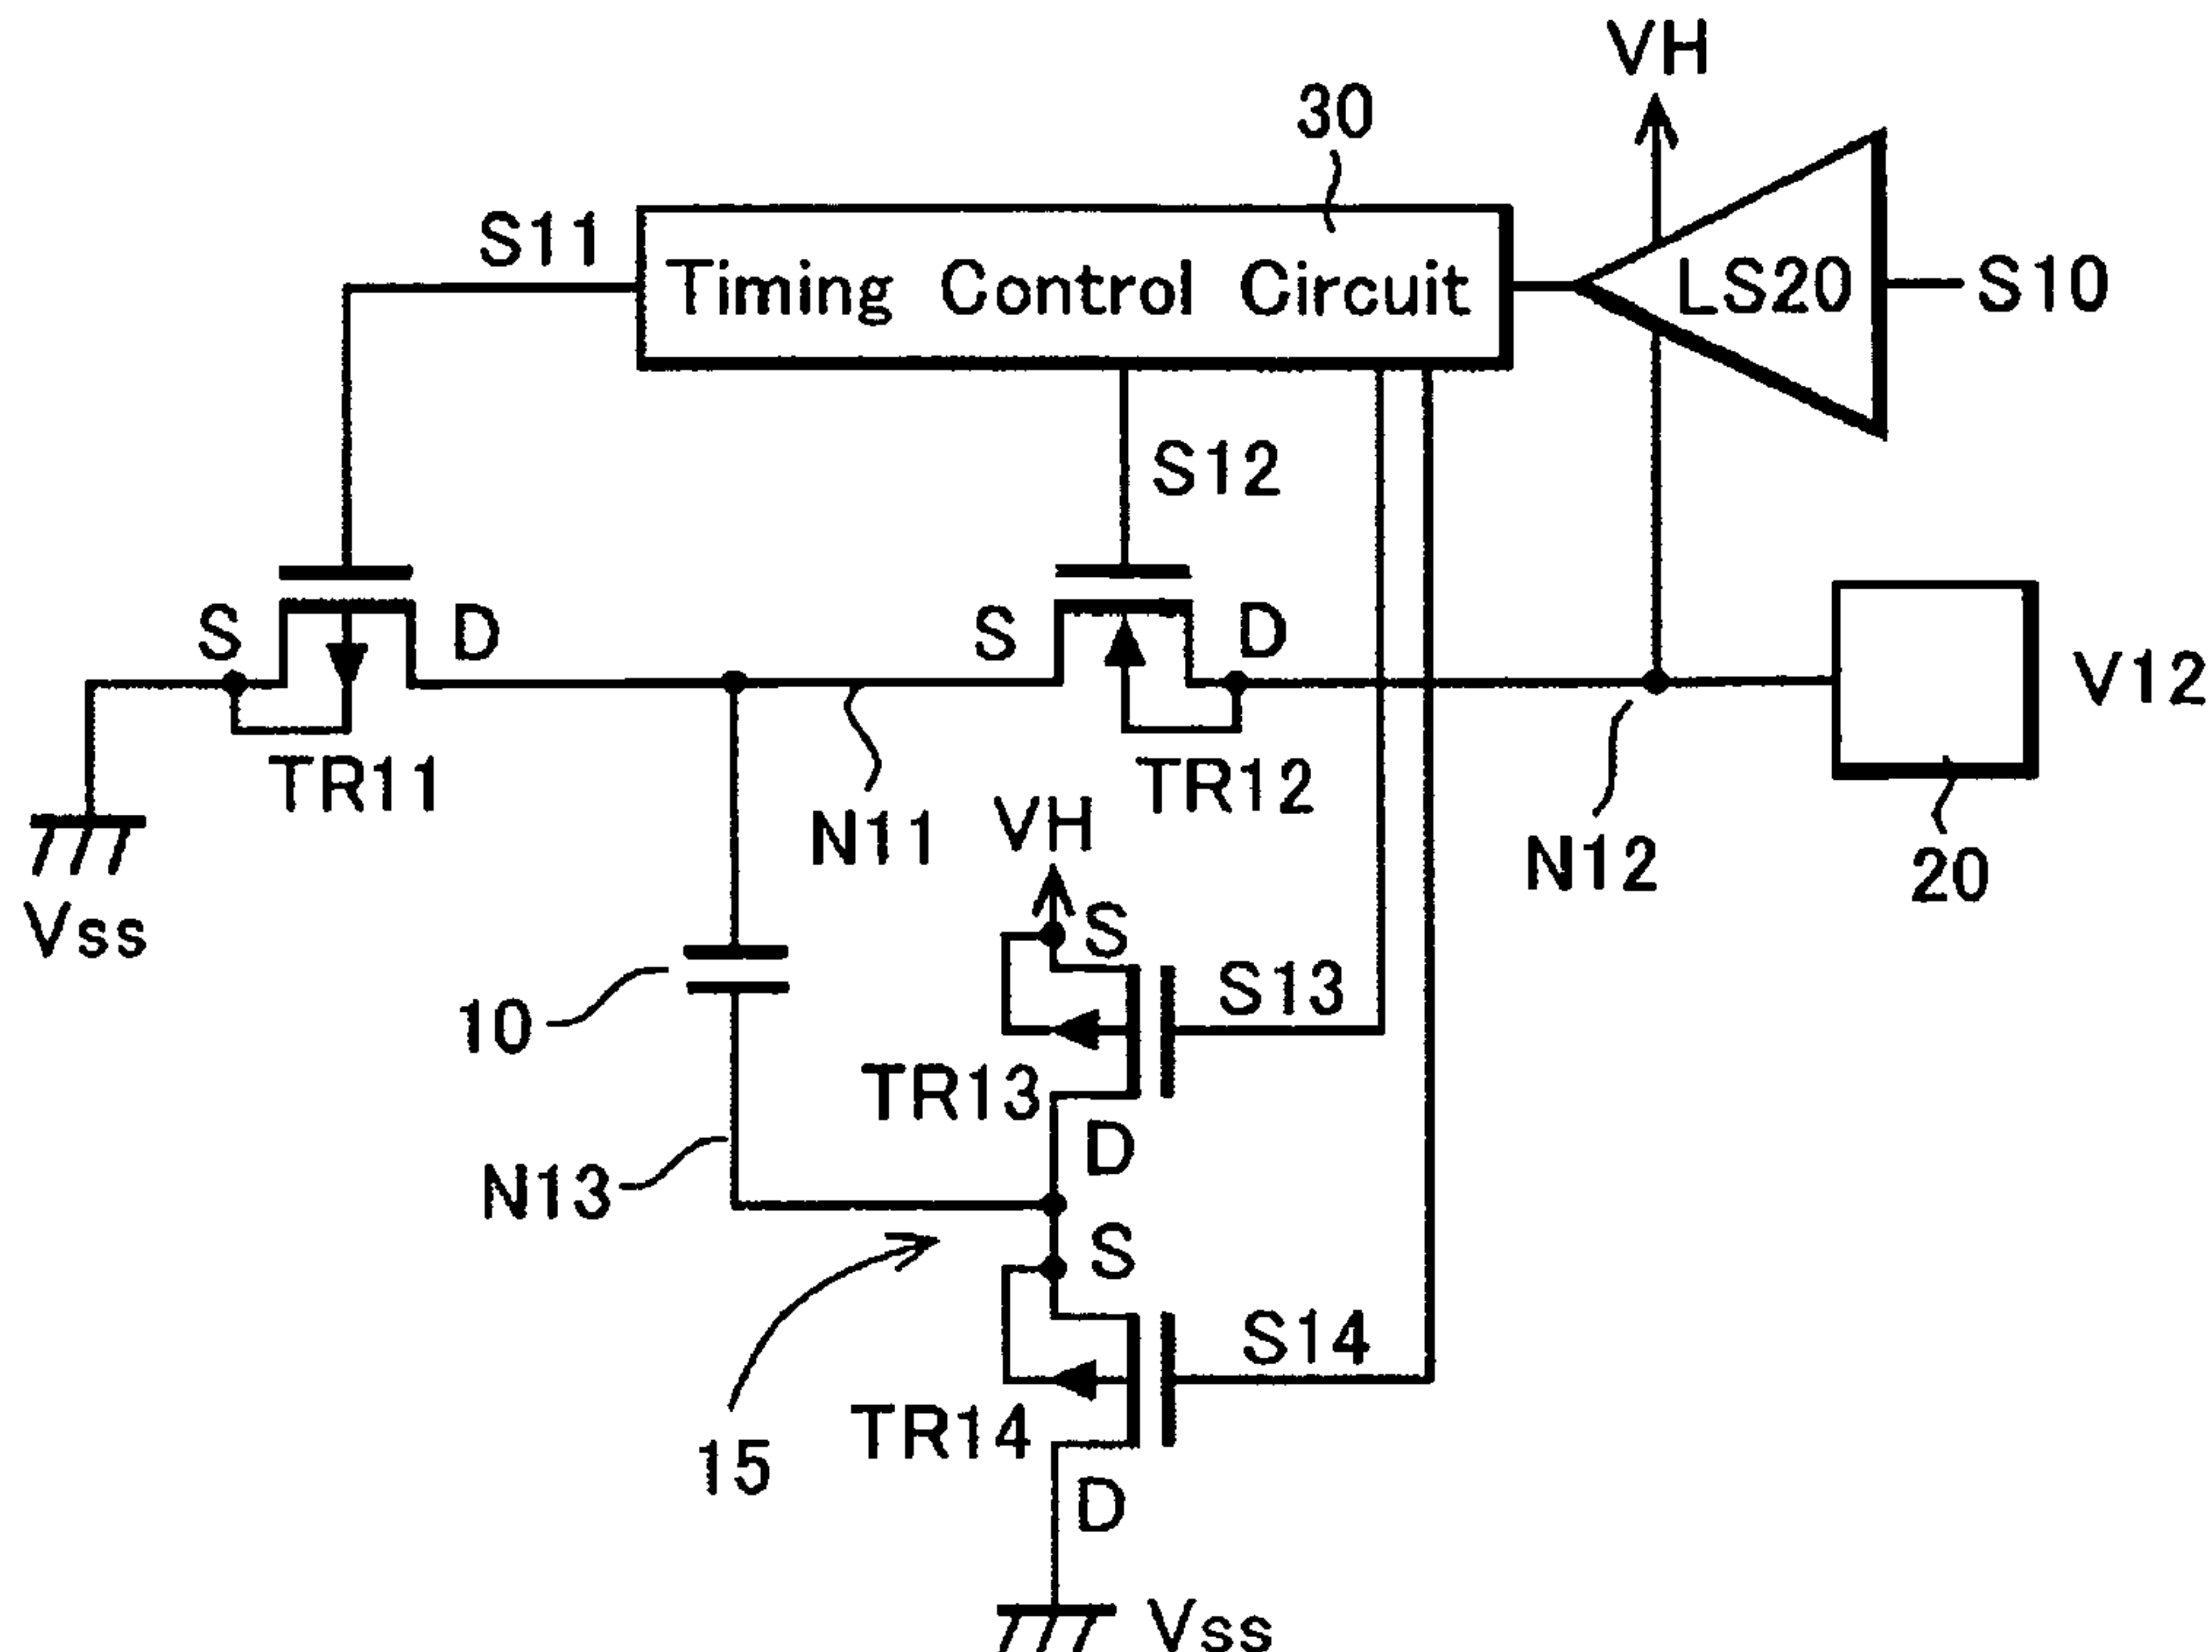 VH
30
S11
Timing Control Circuit
LS20
S10
S12
S
D
S
D
V12
TR11
TR12
N11
VH
N12
20
Vss
S
S13
10
TR13
D
N13
S
S14
TR14
15
D
Vss